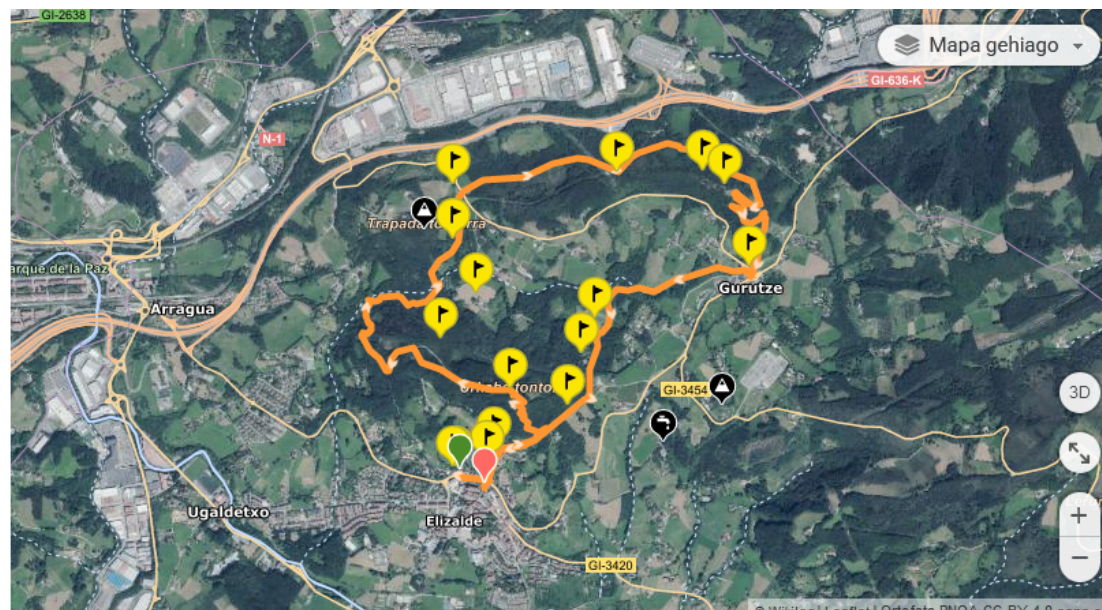 GI-2638
Mapa gehiago
GI-636-K
N-1
Trapada
arque de la Paz
Arragua
Gurutze
GI-3454
3D
Ugaldetxo
Elizalde
GI-3420
+
−